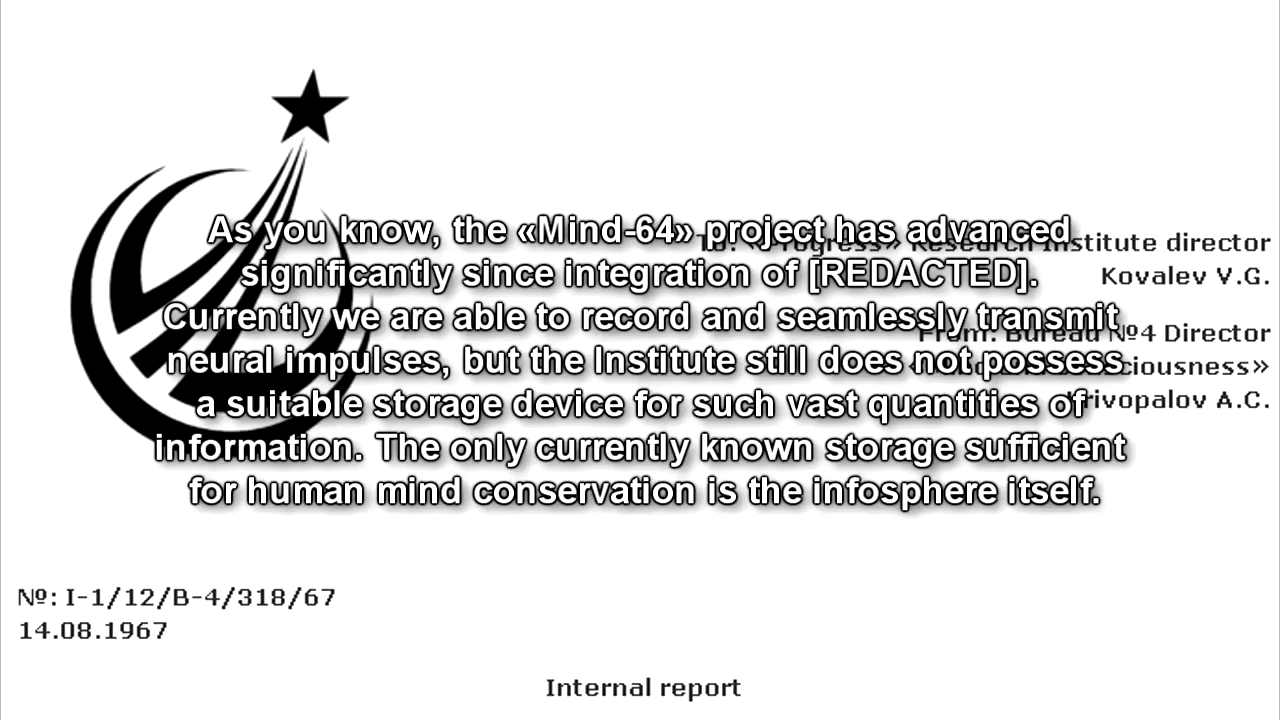 As you know, the «Mind-64» project has advanced
significantly since integration of [REDACTED].
Currently we are able to record and seamlessly transmit
neural impulses, but the Institute still does not possess
a suitable storage device for such vast quantities of
information. The only currently known storage sufficient
for human mind conservation is the infosphere itself.
To: «Progress» Research Institute director
Kovalev V.G.
From: Bureau №4 Director
№: I-1/12/B-4/318/67
14.08.1967
Internal report